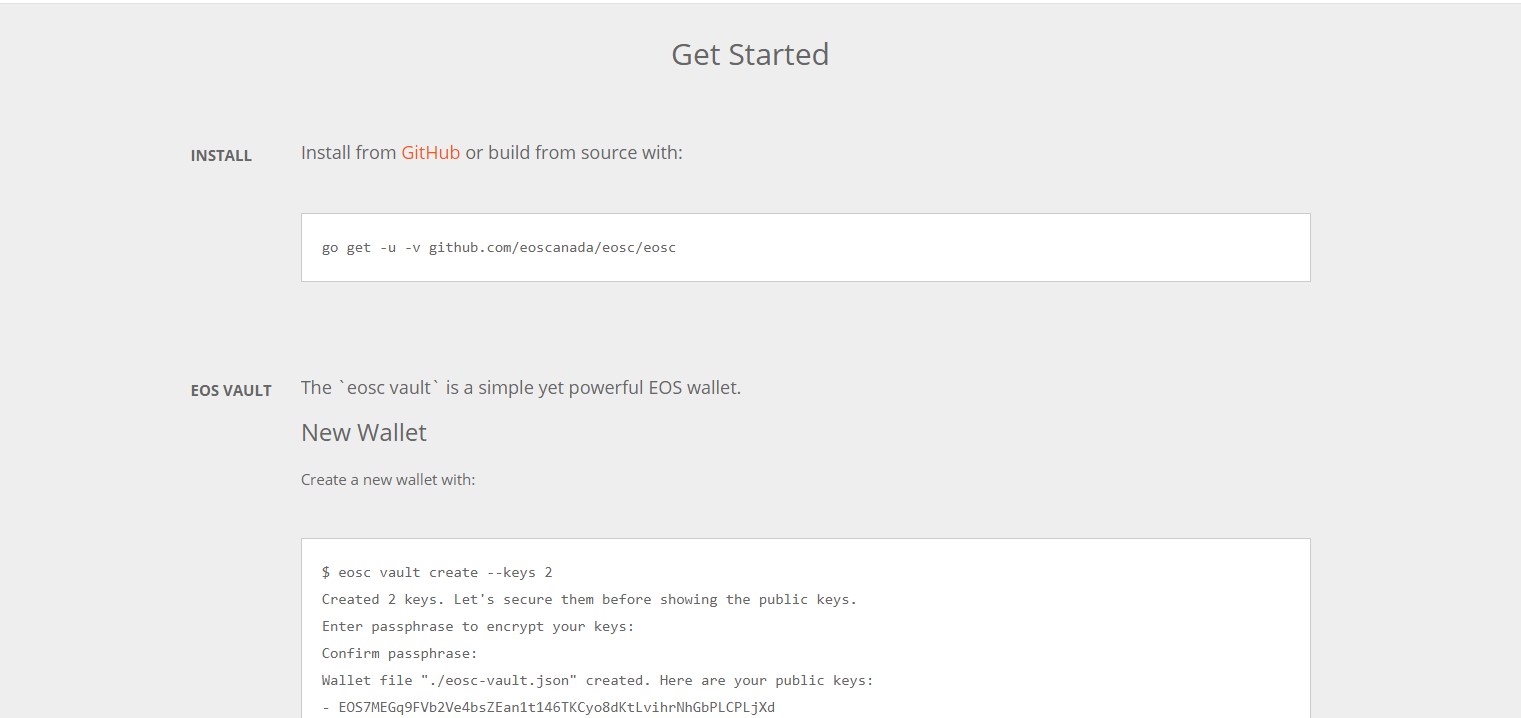 Get Started
INSTALL
Install from GitHub or build from source with:
go get -u -v github.com/eoscanada/eosc/eosc
EOS VAULT
The `eosc vault` is a simple yet powerful EOS wallet.
New Wallet
Create a new wallet with:
$ eosc vault create --keys 2
Created 2 keys. Let's secure them before showing the public keys.
Enter passphrase to encrypt your keys:
Confirm passphrase:
Wallet file "./eosc-vault.json" created. Here are your public keys:
- EOS7MEGq9FVb2Ve4bsZEan1t146TKCyo8dKtLvihrNhGbPLCPLjXd